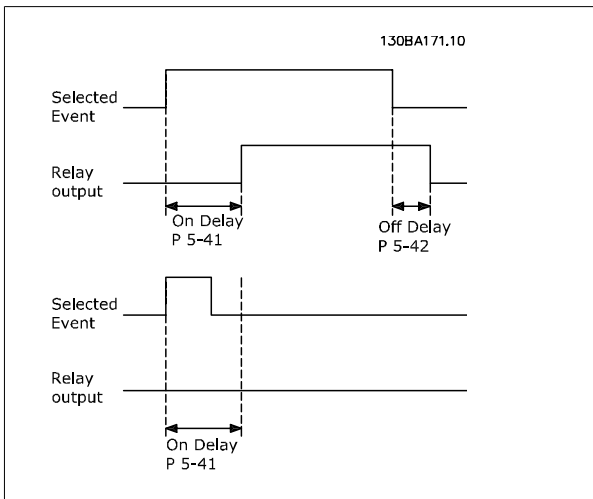 130BA171.10
Selected
Event
Relay
output
On Delay
P 5-41
Off Delay
P 5-42
Selected
Event
Relay
output
On Delay
P 5-41